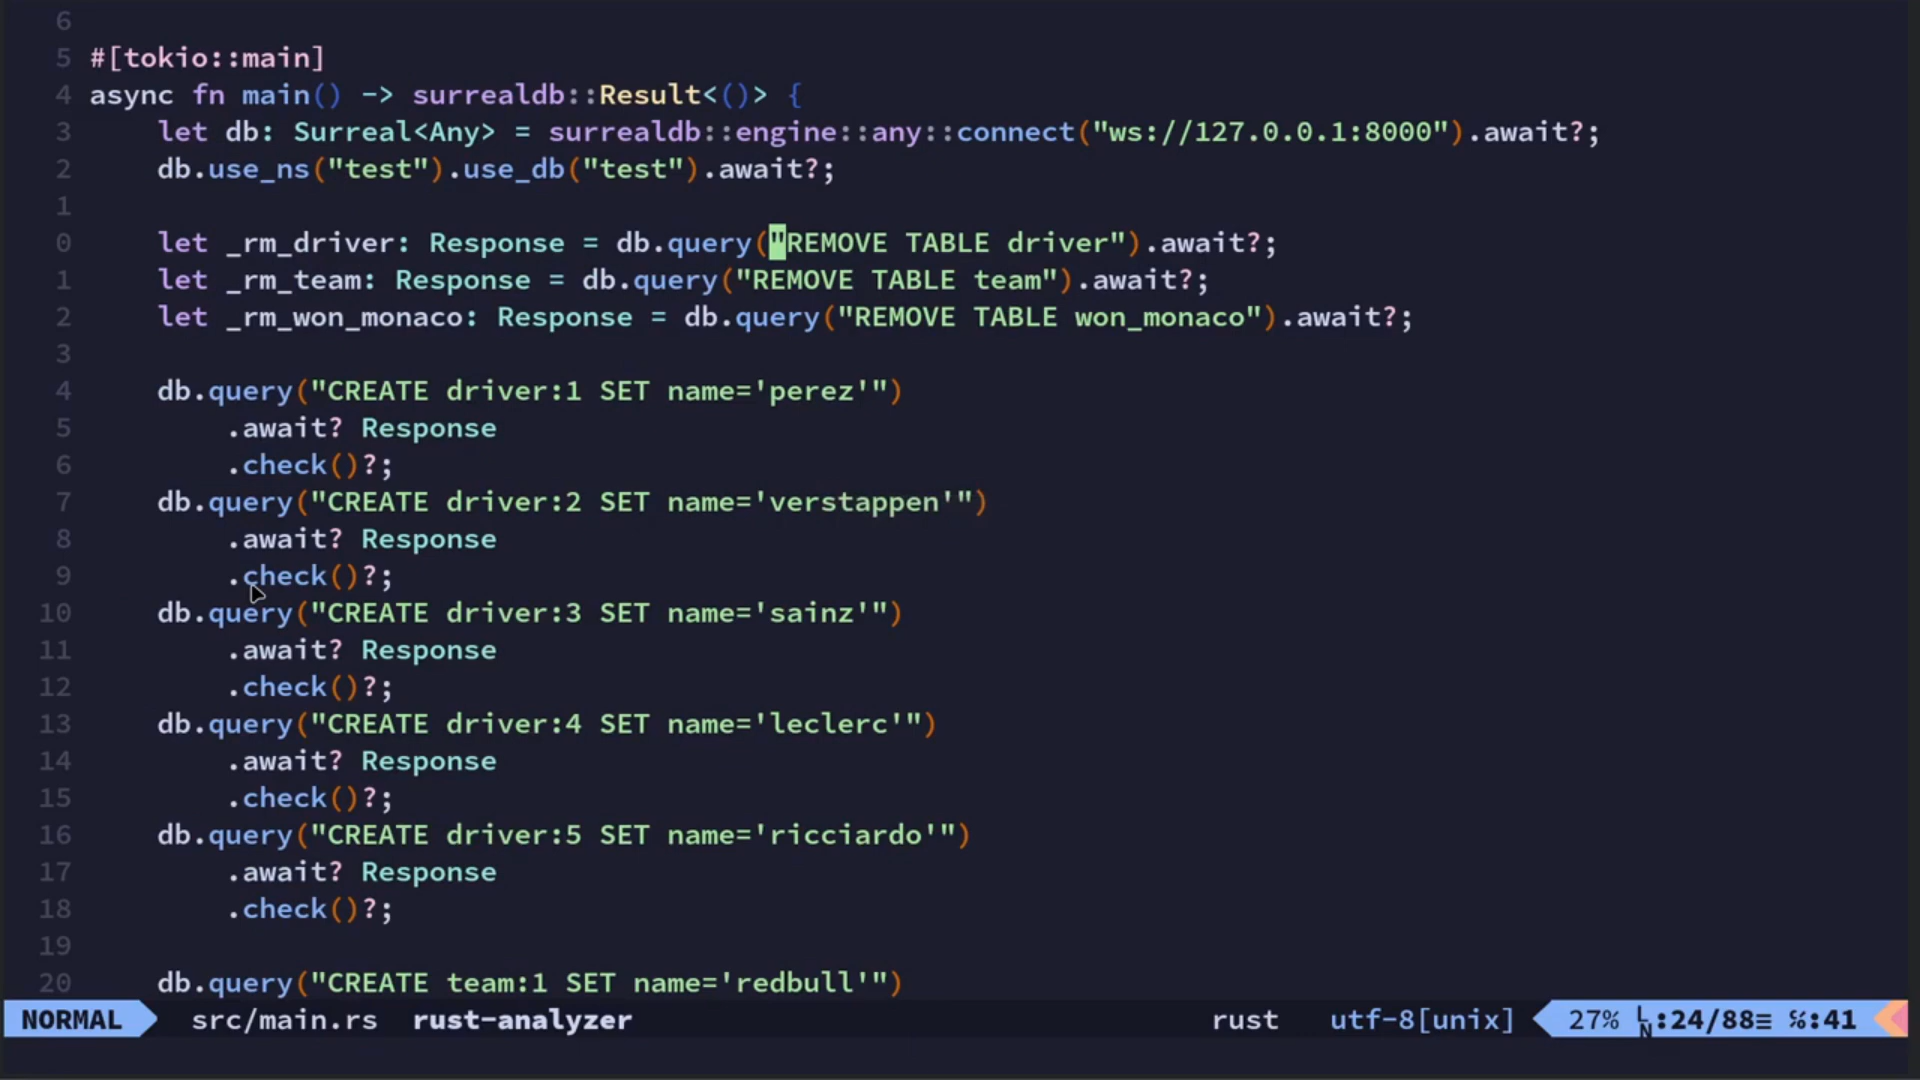 6
5 #[tokio::main]
4 async fn main() -> surrealdb::Result<()> {
3     let db: Surreal<Any> = surrealdb::engine::any::connect("ws://127.0.0.1:8000").await?;
2     db.use_ns("test").use_db("test").await?;
1
0     let _rm_driver: Response = db.query("REMOVE TABLE driver").await?;
1     let _rm_team: Response = db.query("REMOVE TABLE team").await?;
2     let _rm_won_monaco: Response = db.query("REMOVE TABLE won_monaco").await?;
3
4     db.query("CREATE driver:1 SET name='perez'")
5         .await? Response
6         .check()?;
7     db.query("CREATE driver:2 SET name='verstappen'")
8         .await? Response
9         .check()?;
10     db.query("CREATE driver:3 SET name='sainz'")
11         .await? Response
12         .check()?;
13     db.query("CREATE driver:4 SET name='leclerc'")
14         .await? Response
15         .check()?;
16     db.query("CREATE driver:5 SET name='ricciardo'")
17         .await? Response
18         .check()?;
19
20     db.query("CREATE team:1 SET name='redbull'")
NORMAL src/main.rs rust-analyzer rust utf-8[unix] 27% LN:24/88≡ ℅:41